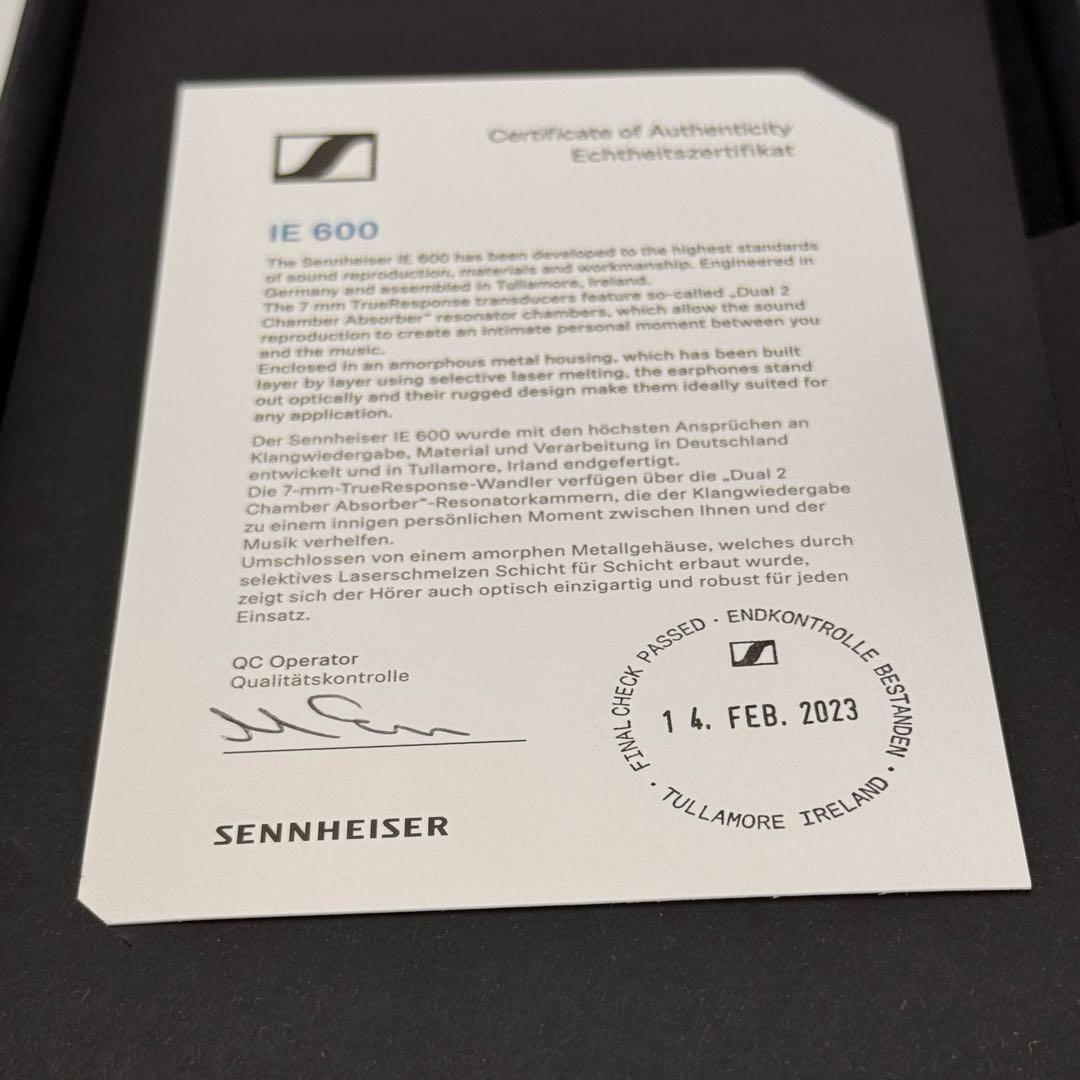 Certificate of Authenticity
Echtheitszertifikat
IE 600
The Sennheiser IE 600 has been developed to the highest standards
of sound reproduction, materials and workmanship. Engineered in
Germany and assembled in Tullamore, Ireland.
The 7 mm TrueResponse transducers feature so-called „Dual 2
Chamber Absorber“ resonator chambers, which allow the sound
reproduction to create an intimate personal moment between you
and the music.
Enclosed in an amorphous metal housing, which has been built
layer by layer using selective laser melting, the earphones stand
out optically and their rugged design make them ideally suited for
any application.
Der Sennheiser IE 600 wurde mit den höchsten Ansprüchen an
Klangwiedergabe, Material und Verarbeitung in Deutschland
entwickelt und in Tullamore, Irland endgefertigt.
Die 7-mm-TrueResponse-Wandler verfügen über die „Dual 2
Chamber Absorber“-Resonatorkammern, die der Klangwiedergabe
zu einem innigen persönlichen Moment zwischen Ihnen und der
Musik verhelfen.
Umschlossen von einem amorphen Metallgehäuse, welches durch
selektives Laserschmelzen Schicht für Schicht erbaut wurde,
zeigt sich der Hörer auch optisch einzigartig und robust für jeden
Einsatz.
QC Operator
Qualitätskontrolle
FINAL CHECK PASSED · ENDKONTROLLE BESTANDEN ·
14. FEB. 2023
TULLAMORE IRELAND ·
SENNHEISER